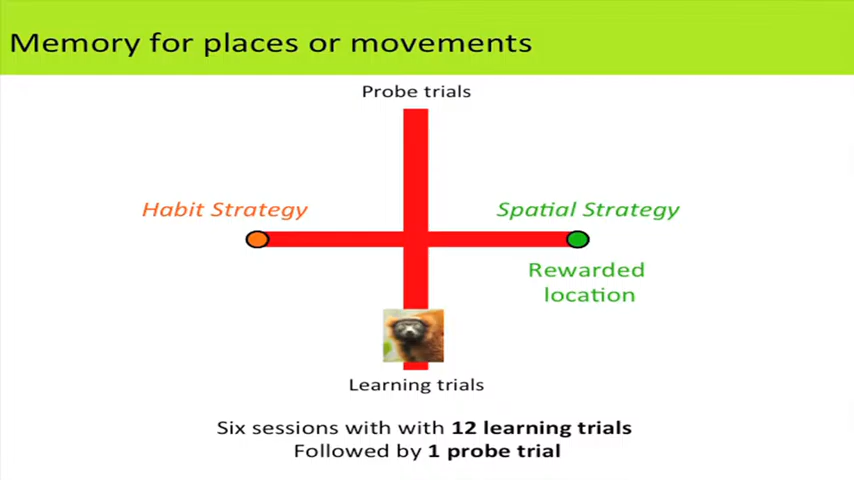 Memory for places or movements
Probe trials
Habit Strategy
Spatial Strategy
Rewarded
location
Learning trials
Six sessions with with 12 learning trials
Followed by 1 probe trial